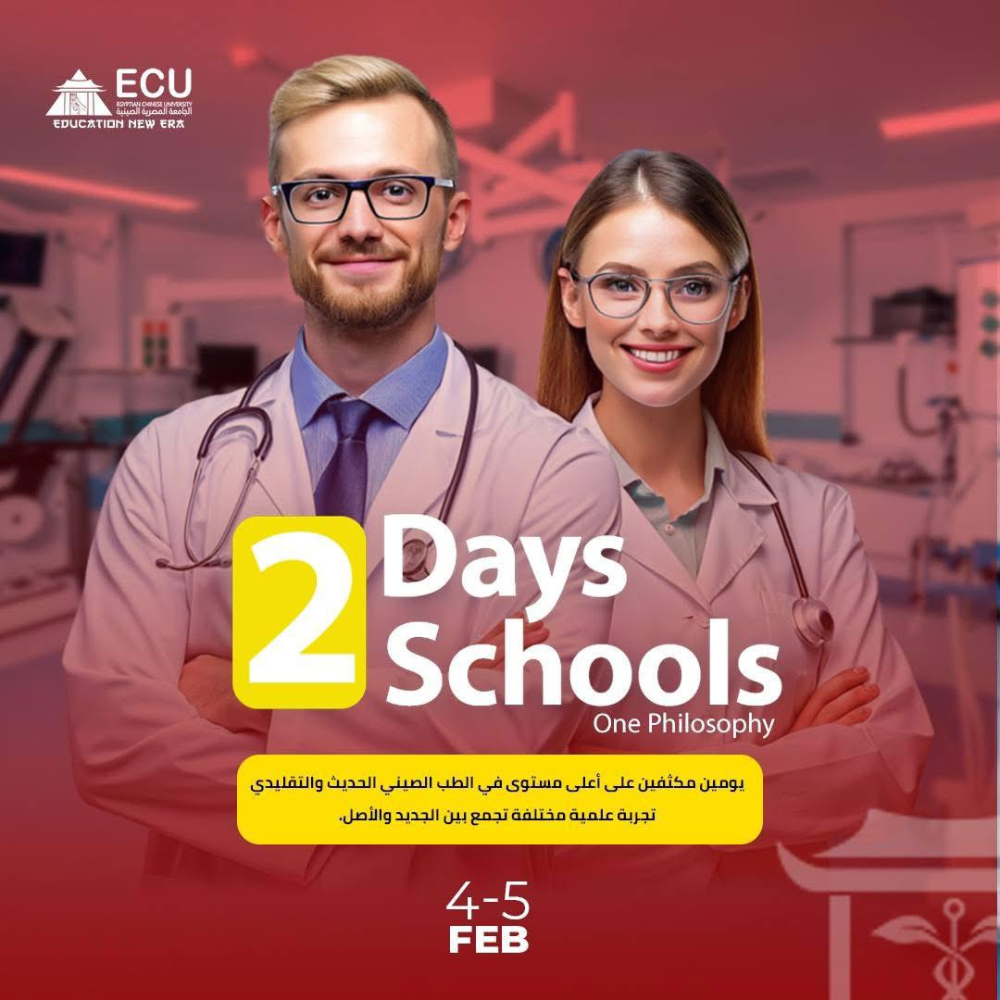 ECU
EGYPTIAN CHINESE UNIVERSITY
الجامعة المصرية الصينية
EDUCATION NEW ERA
2 Days
Schools
One Philosophy
يومين مكثفين على أعلى مستوى في الطب الصيني الحديث والتقليدي
تجربة علمية مختلفة تجمع بين الجديد والأصل.
4-5
FEB